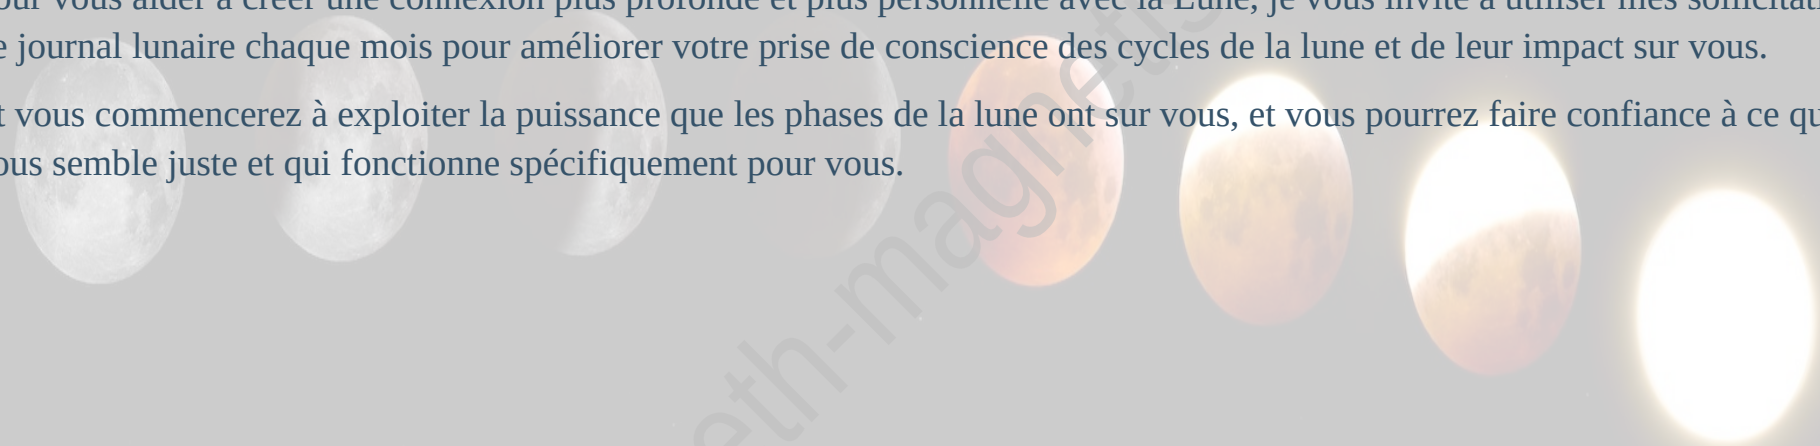 our vous aider à créer une connexion plus profonde et plus personnelle avec la Lune, je vous invite à utiliser mes sollicitati
e journal lunaire chaque mois pour améliorer votre prise de conscience des cycles de la lune et de leur impact sur vous.
t vous commencerez à exploiter la puissance que les phases de la lune ont sur vous, et vous pourrez faire confiance à ce qu
ous semble juste et qui fonctionne spécifiquement pour vous.
eth-magnetis